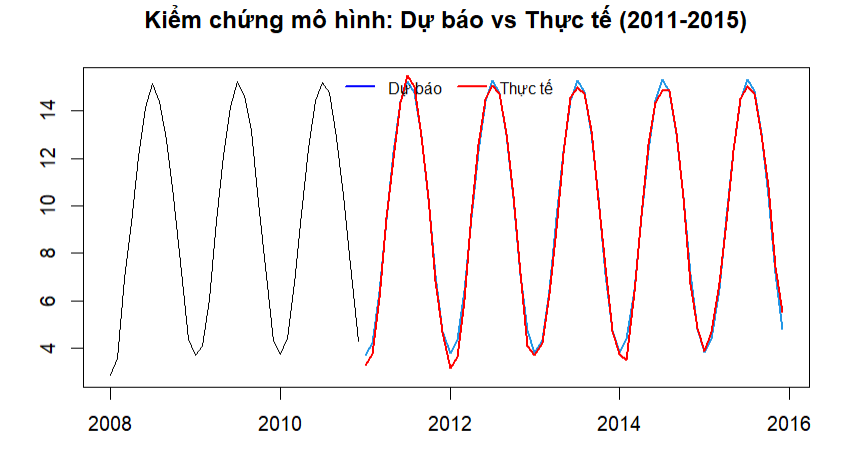 Kiểm chứng mô hình: Dự báo vs Thực tế (2011-2015)
Dự báo Thực tế
14
12
10
8
6
4
2008 2010 2012 2014 2016